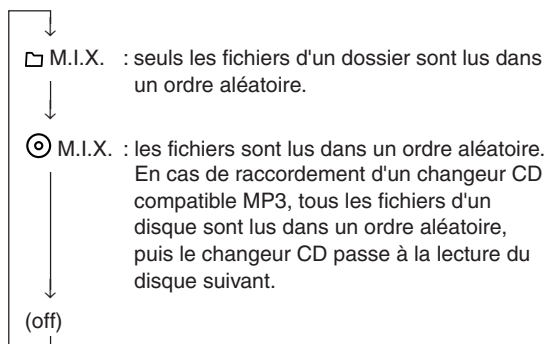 M.I.X. : seuls les fichiers d'un dossier sont lus dans
un ordre aléatoire.
M.I.X. : les fichiers sont lus dans un ordre aléatoire.
En cas de raccordement d'un changeur CD
compatible MP3, tous les fichiers d'un
disque sont lus dans un ordre aléatoire,
puis le changeur CD passe à la lecture du
disque suivant.
(off)